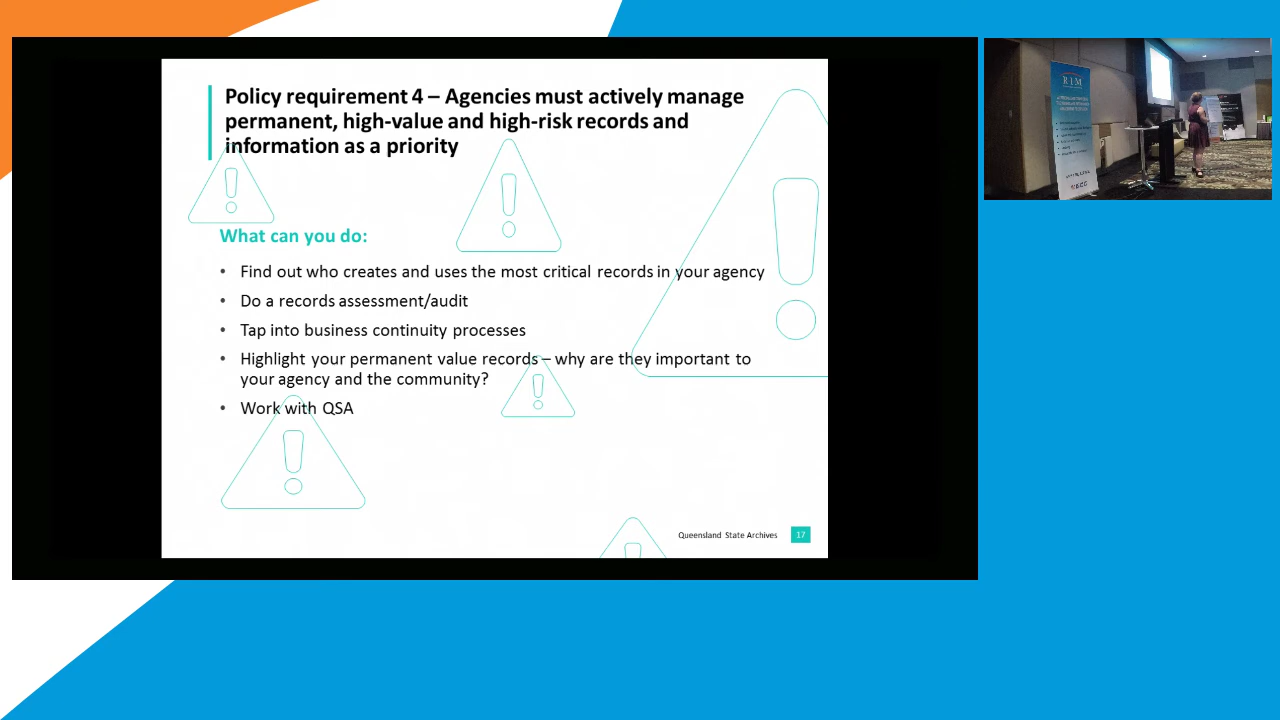 Policy requirement 4 – Agencies must actively manage
permanent, high-value and high-risk records and
information as a priority
What can you do:
• Find out who creates and uses the most critical records in your agency
• Do a records assessment/audit
• Tap into business continuity processes
• Highlight your permanent value records – why are they important to
your agency and the community?
• Work with QSA
Queensland State Archives 17
RIM